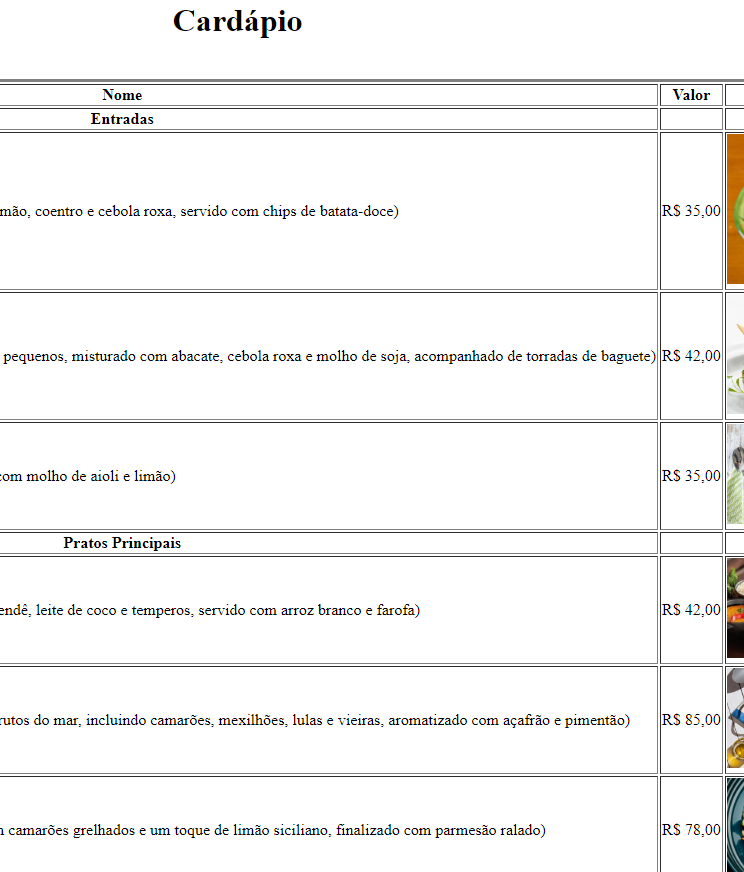 Cardápio
Nome Valor
Entradas
coentro e cebola roxa, servido com chips de batata-doce) R$ 35,00
pequenos, misturado com abacate, cebola roxa e molho de soja, acompanhado de torradas de baguete) R$ 42,00
molho de aioli e limão) R$ 35,00
Pratos Principais
leite de coco e temperos, servido com arroz branco e farofa) R$ 42,00
do mar, incluindo camarões, mexilhões, lulas e vieiras, aromatizado com açafrão e pimentão) R$ 85,00
camarões grelhados e um toque de limão siciliano, finalizado com parmesão ralado) R$ 78,00